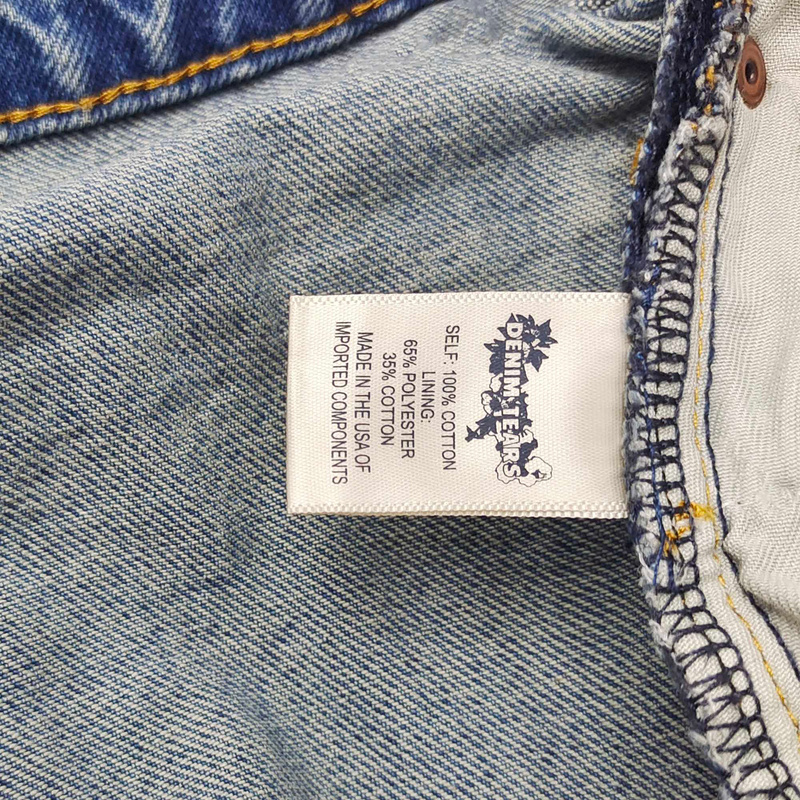 DENIM TEARS
SELF: 100% COTTON
LINING:
65% POLYESTER
35% COTTON
MADE IN THE USA OF
IMPORTED COMPONENTS